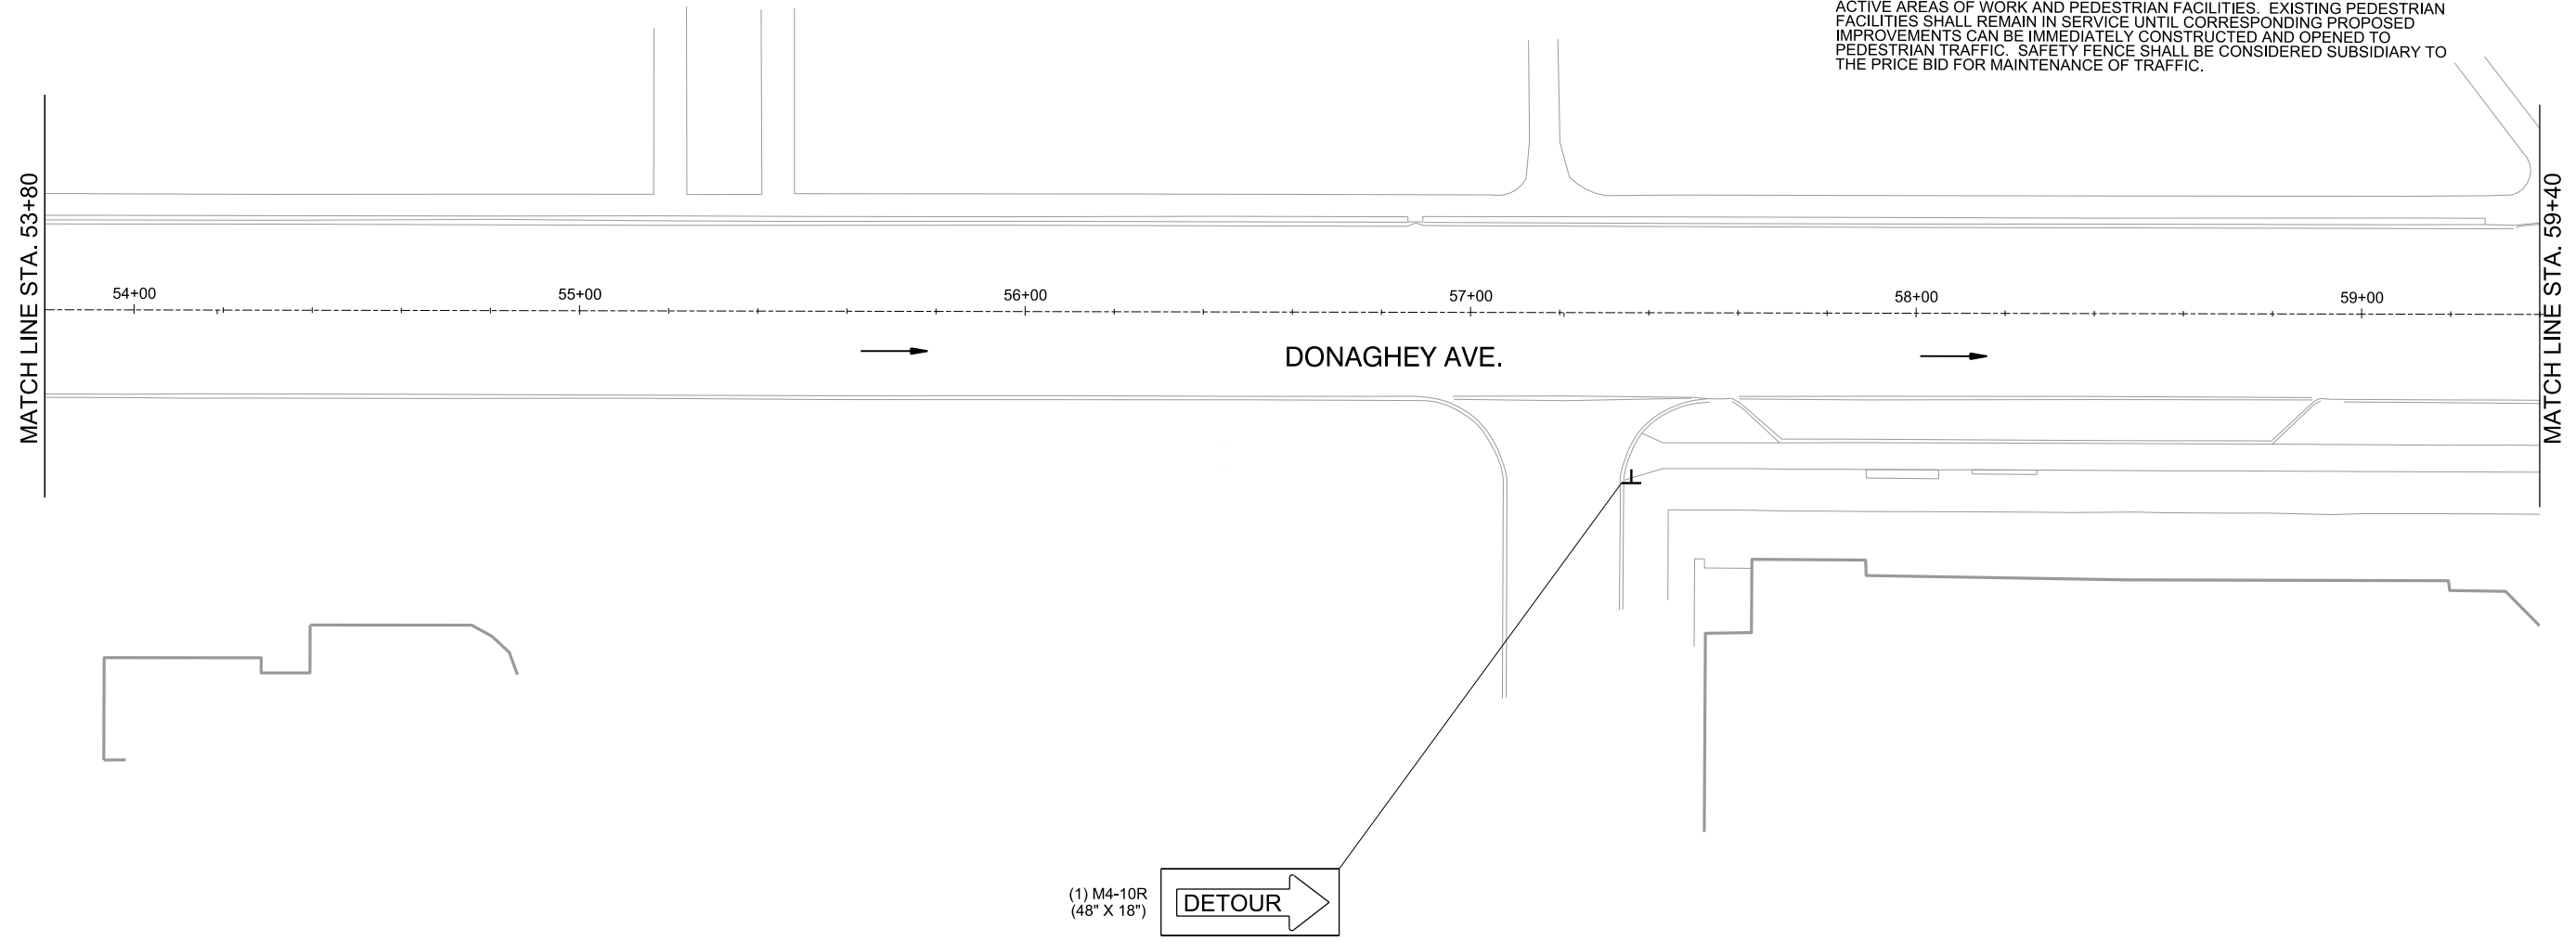 ACTIVE AREAS OF WORK AND PEDESTRIAN FACILITIES. EXISTING PEDESTRIAN
FACILITIES SHALL REMAIN IN SERVICE UNTIL CORRESPONDING PROPOSED
IMPROVEMENTS CAN BE IMMEDIATELY CONSTRUCTED AND OPENED TO
PEDESTRIAN TRAFFIC. SAFETY FENCE SHALL BE CONSIDERED SUBSIDIARY TO
THE PRICE BID FOR MAINTENANCE OF TRAFFIC.
MATCH LINE STA. 53+80
54+00
55+00
56+00
57+00
58+00
59+00
MATCH LINE STA. 59+40
DONAGHEY AVE.
(1) M4-10R
(48" X 18")
DETOUR